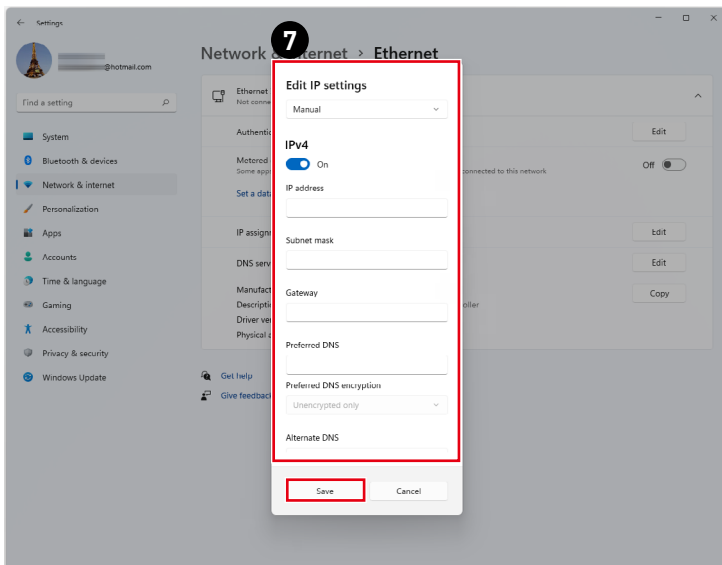 Settings
7
@hotmail.com
Network & Internet > Ethernet
Find a setting
System
Bluetooth & devices
Network & internet
Personalization
Apps
Accounts
Time & language
Gaming
Accessibility
Privacy & security
Windows Update
Ethernet
Not conne
Authentic
Edit
Metered
Some app
connected to this network
Off
Set a data
IP assignm
Edit
DNS serv
Edit
Manufact
Copy
Descripti
oller
Driver ver
Physical a
Get help
Give feedback
Edit IP settings
Manual
IPv4
On
IP address
Subnet mask
Gateway
Preferred DNS
Preferred DNS encryption
Unencrypted only
Alternate DNS
Save
Cancel